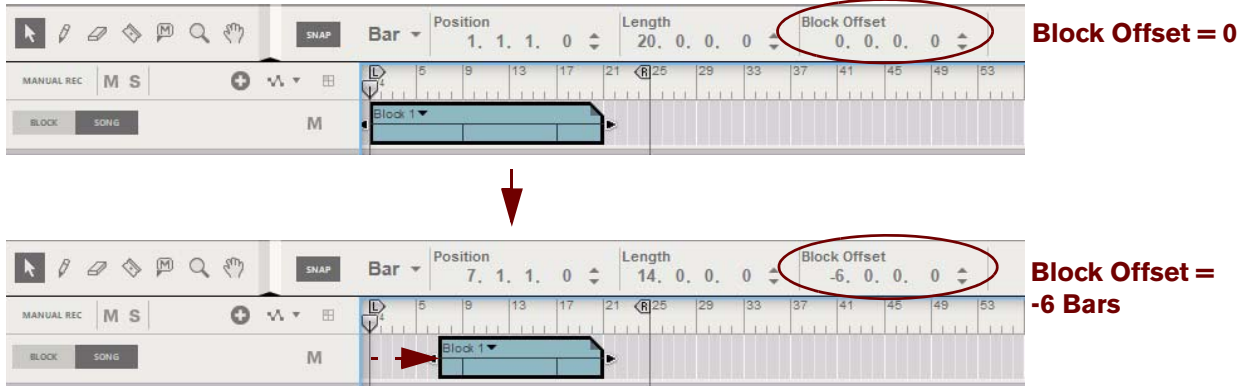 Position Length Block Offset
SNAP Bar 1. 1. 1. 0 20. 0. 0. 0 0. 0. 0. 0 Block Offset = 0
MANUAL REC M S L 5 9 13 17 21 R 25 29 33 37 41 45 49 53
4
BLOCK SONG M Block 1
Position Length Block Offset
SNAP Bar 7. 1. 1. 0 14. 0. 0. 0 -6. 0. 0. 0 Block Offset =
-6 Bars
MANUAL REC M S L 5 9 13 17 21 R 25 29 33 37 41 45 49 53
4
BLOCK SONG M Block 1